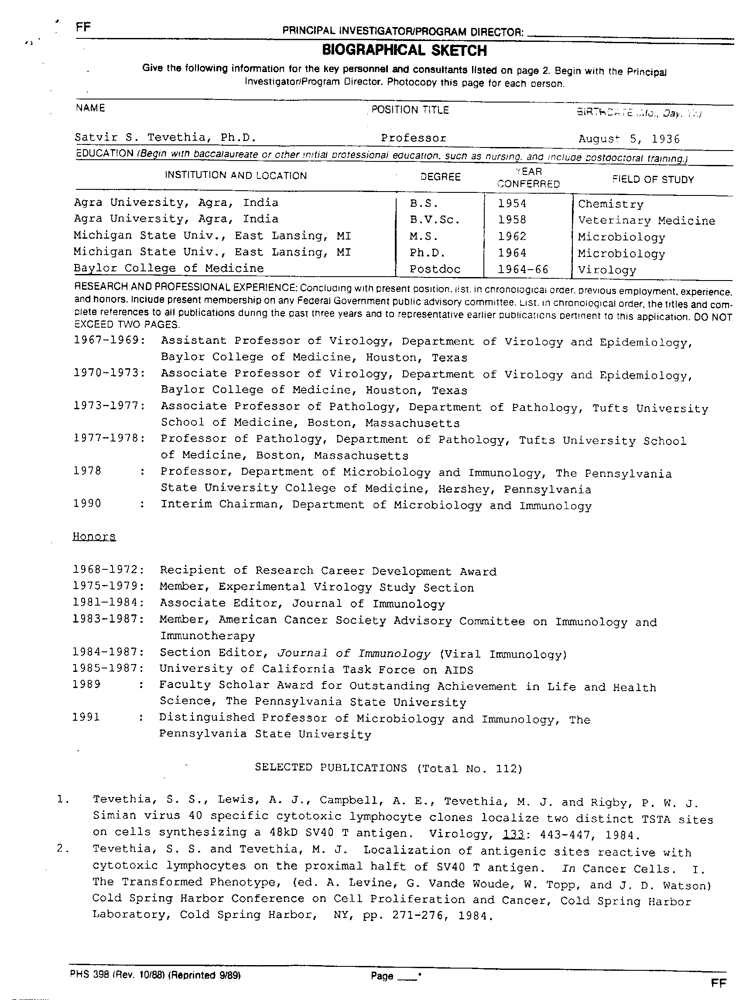 FF
PRINCIPAL INVESTIGATOR/PROGRAM DIRECTOR:
BIOGRAPHICAL SKETCH
Give the following information for the key personnel and consultants listed on page 2. Begin with the Principal
Investigator/Program Director. Photocopy this page for each person.
NAME POSITION TITLE BIRTHDATE (Mo., Day, Yr.)
Satvir S. Tevethia, Ph.D. Professor August 5, 1936
EDUCATION (Begin with baccalaureate or other initial professional education, such as nursing, and include postdoctoral training.)
INSTITUTION AND LOCATION DEGREE YEAR CONFERRED FIELD OF STUDY
Agra University, Agra, India B.S. 1954 Chemistry
Agra University, Agra, India B.V.Sc. 1958 Veterinary Medicine
Michigan State Univ., East Lansing, MI M.S. 1962 Microbiology
Michigan State Univ., East Lansing, MI Ph.D. 1964 Microbiology
Baylor College of Medicine Postdoc 1964-66 Virology
RESEARCH AND PROFESSIONAL EXPERIENCE: Concluding with present position, list, in chronological order, previous employment, experience,
and honors. Include present membership on any Federal Government public advisory committee. List, in chronological order, the titles and com-
plete references to all publications during the past three years and to representative earlier publications pertinent to this application. DO NOT
EXCEED TWO PAGES.
1967-1969: Assistant Professor of Virology, Department of Virology and Epidemiology,
Baylor College of Medicine, Houston, Texas
1970-1973: Associate Professor of Virology, Department of Virology and Epidemiology,
Baylor College of Medicine, Houston, Texas
1973-1977: Associate Professor of Pathology, Department of Pathology, Tufts University
School of Medicine, Boston, Massachusetts
1977-1978: Professor of Pathology, Department of Pathology, Tufts University School
of Medicine, Boston, Massachusetts
1978 : Professor, Department of Microbiology and Immunology, The Pennsylvania
State University College of Medicine, Hershey, Pennsylvania
1990 : Interim Chairman, Department of Microbiology and Immunology
Honors
1968-1972: Recipient of Research Career Development Award
1975-1979: Member, Experimental Virology Study Section
1981-1984: Associate Editor, Journal of Immunology
1983-1987: Member, American Cancer Society Advisory Committee on Immunology and
Immunotherapy
1984-1987: Section Editor, Journal of Immunology (Viral Immunology)
1985-1987: University of California Task Force on AIDS
1989 : Faculty Scholar Award for Outstanding Achievement in Life and Health
Science, The Pennsylvania State University
1991 : Distinguished Professor of Microbiology and Immunology, The
Pennsylvania State University
SELECTED PUBLICATIONS (Total No. 112)
1. Tevethia, S. S., Lewis, A. J., Campbell, A. E., Tevethia, M. J. and Rigby, P. W. J.
Simian virus 40 specific cytotoxic lymphocyte clones localize two distinct TSTA sites
on cells synthesizing a 48kD SV40 T antigen. Virology, 133: 443-447, 1984.
2. Tevethia, S. S. and Tevethia, M. J. Localization of antigenic sites reactive with
cytotoxic lymphocytes on the proximal halft of SV40 T antigen. In Cancer Cells. I.
The Transformed Phenotype, (ed. A. Levine, G. Vande Woude, W. Topp, and J. D. Watson)
Cold Spring Harbor Conference on Cell Proliferation and Cancer, Cold Spring Harbor
Laboratory, Cold Spring Harbor, NY, pp. 271-276, 1984.
PHS 398 (Rev. 10/88) (Reprinted 9/89) Page ___*
FF